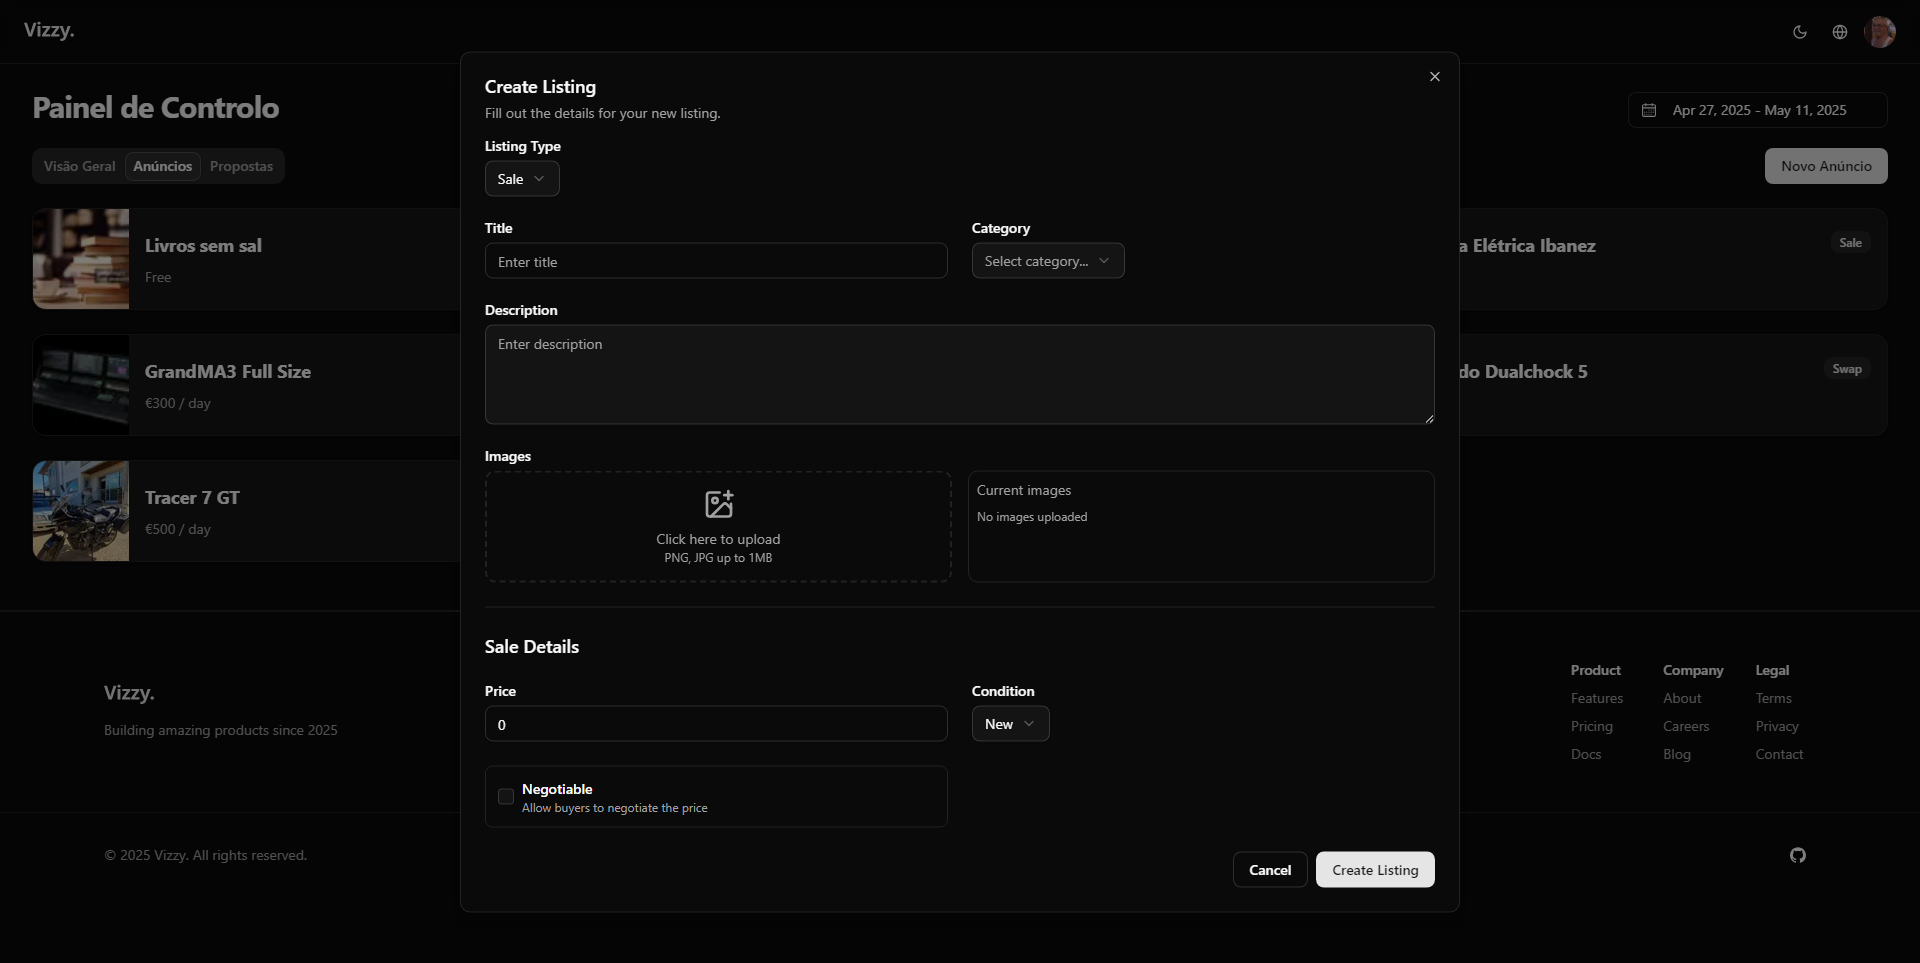 Vizzy.
Painel de Controlo
Apr 27, 2025 - May 11, 2025
Visão Geral
Anúncios
Propostas
Novo Anúncio
Livros sem sal
Free
GrandMA3 Full Size
€300 / day
Tracer 7 GT
€500 / day
a Elétrica Ibanez
Sale
do Dualchock 5
Swap
Create Listing
Fill out the details for your new listing.
Listing Type
Sale
Title
Category
Enter title
Select category...
Description
Enter description
Images
Click here to upload
PNG, JPG up to 1MB
Current images
No images uploaded
Sale Details
Price
Condition
0
New
Negotiable
Allow buyers to negotiate the price
Cancel
Create Listing
Vizzy.
Building amazing products since 2025
Product
Features
Pricing
Docs
Company
About
Careers
Blog
Legal
Terms
Privacy
Contact
© 2025 Vizzy. All rights reserved.